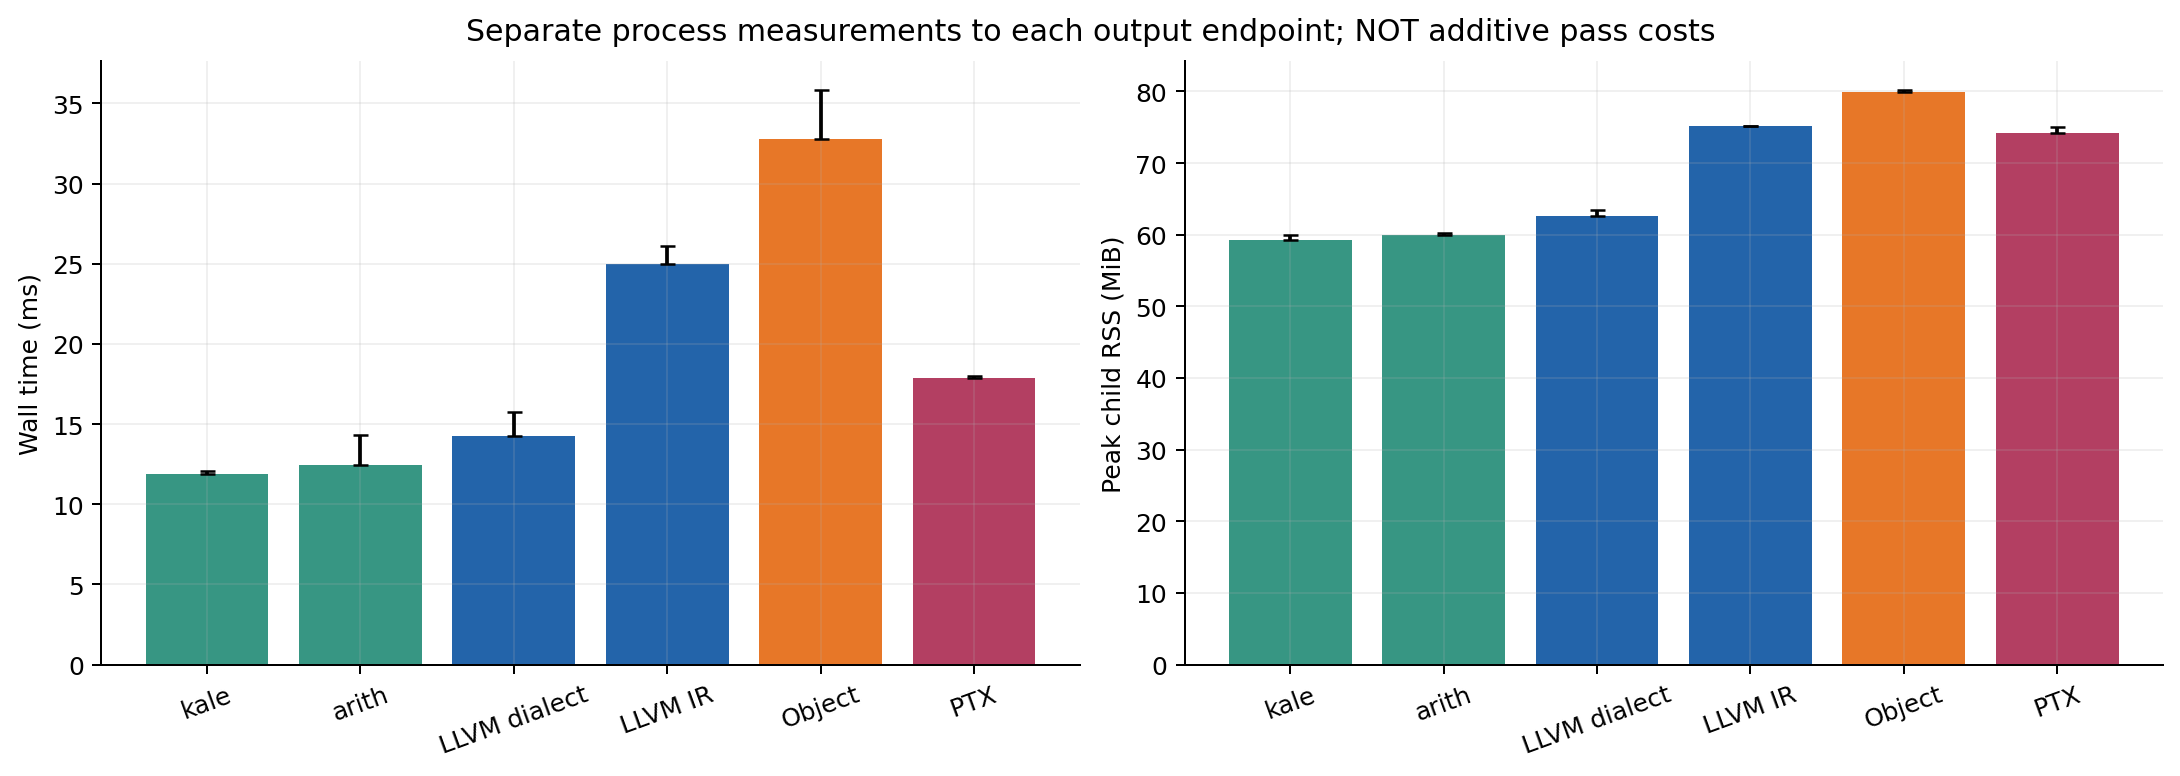 Separate process measurements to each output endpoint; NOT additive pass costs
Wall time (ms)
35
30
25
20
15
10
5
0
kale
arith
LLVM dialect
LLVM IR
Object
PTX
Peak child RSS (MiB)
80
70
60
50
40
30
20
10
0
kale
arith
LLVM dialect
LLVM IR
Object
PTX